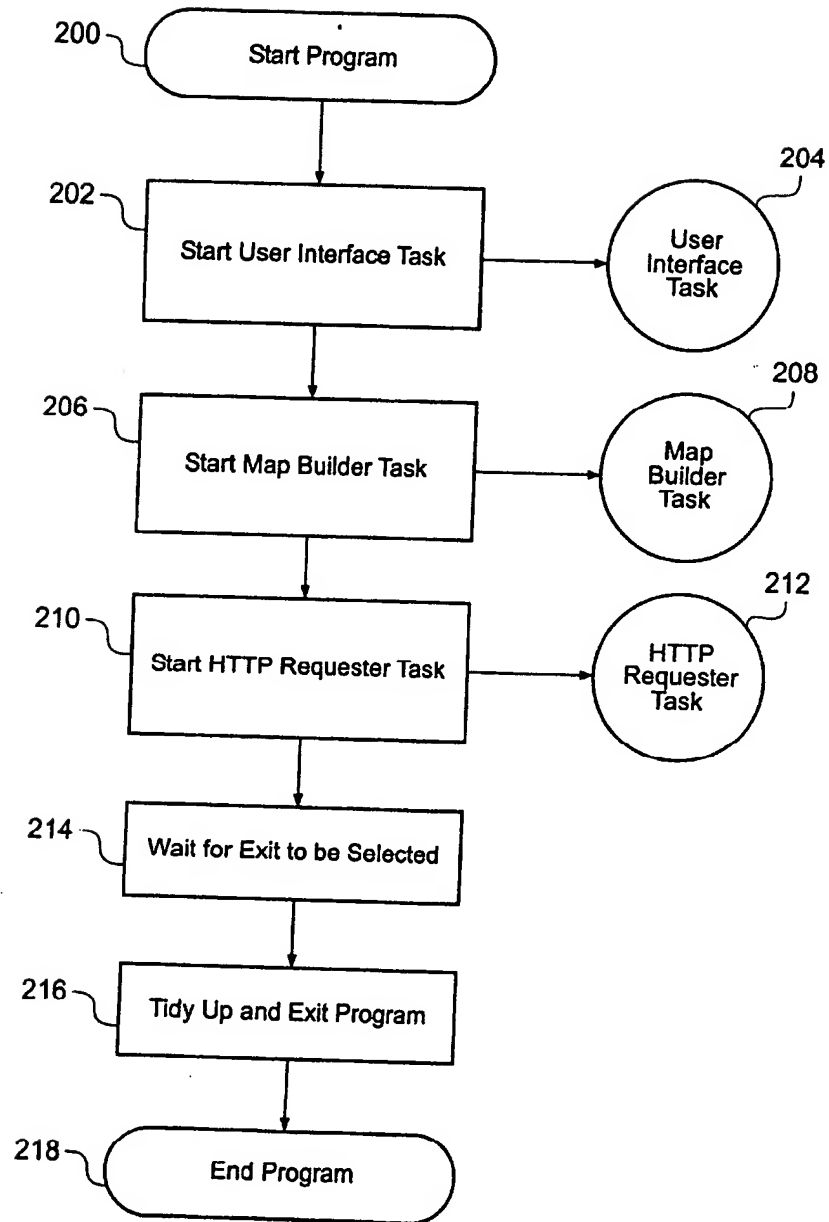 200
Start Program
202
Start User Interface Task
204
User
Interface
Task
206
Start Map Builder Task
208
Map
Builder
Task
210
Start HTTP Requester Task
212
HTTP
Requester
Task
214
Wait for Exit to be Selected
216
Tidy Up and Exit Program
218
End Program